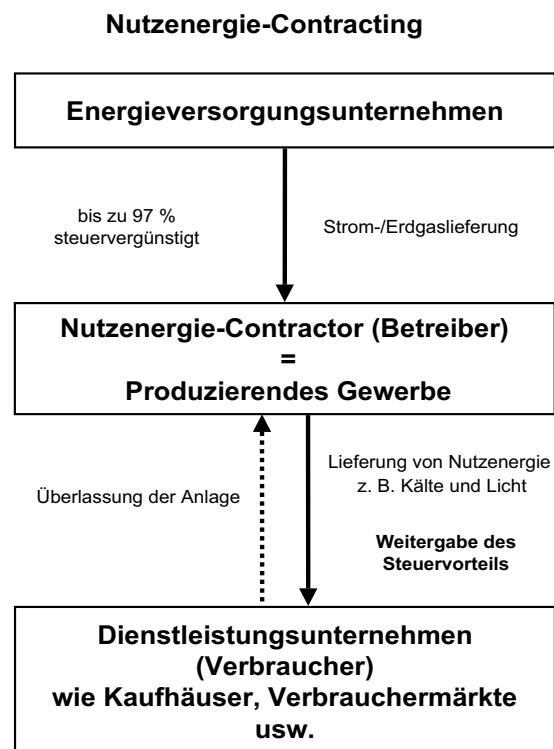 Nutzenergie-Contracting
Energieversorgungsunternehmen
bis zu 97 %
steuervergünstigt
Strom-/Erdgaslieferung
Nutzenergie-Contractor (Betreiber)
=
Produzierendes Gewerbe
Überlassung der Anlage
Lieferung von Nutzenergie
z. B. Kälte und Licht
Weitergabe des
Steuervorteils
Dienstleistungsunternehmen
(Verbraucher)
wie Kaufhäuser, Verbrauchermärkte
usw.